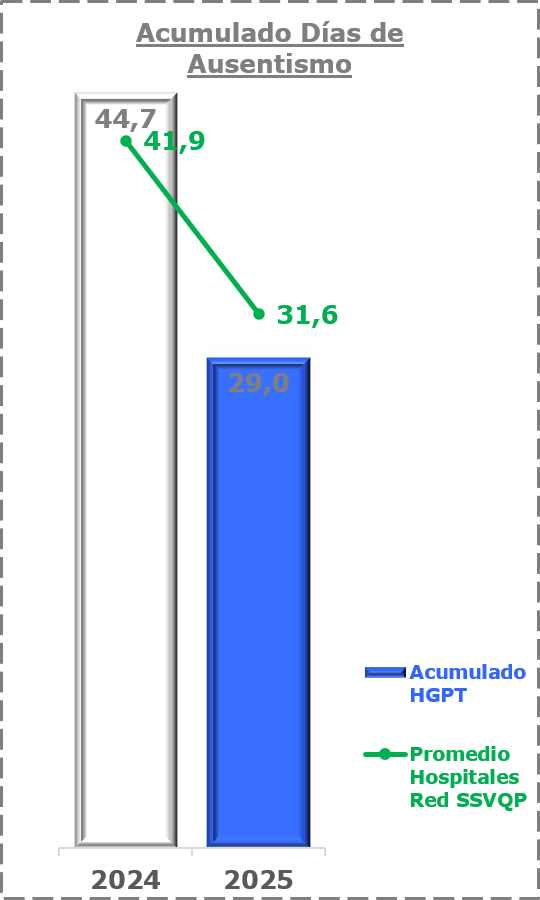 Acumulado Días de
Ausentismo
44,7
41,9
31,6
29,0
Acumulado
HGPT
Promedio
Hospitales
Red SSVQP
2024
2025